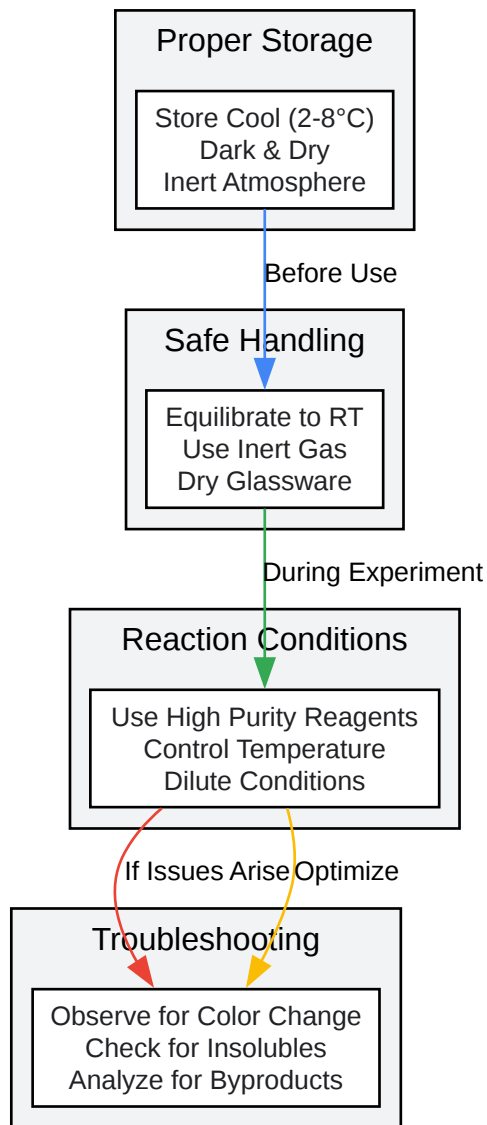 Proper Storage
Store Cool (2-8°C)
Dark & Dry
Inert Atmosphere
Before Use
Safe Handling
Equilibrate to RT
Use Inert Gas
Dry Glassware
During Experiment
Reaction Conditions
Use High Purity Reagents
Control Temperature
Dilute Conditions
If Issues Arise
Optimize
Troubleshooting
Observe for Color Change
Check for Insolubles
Analyze for Byproducts